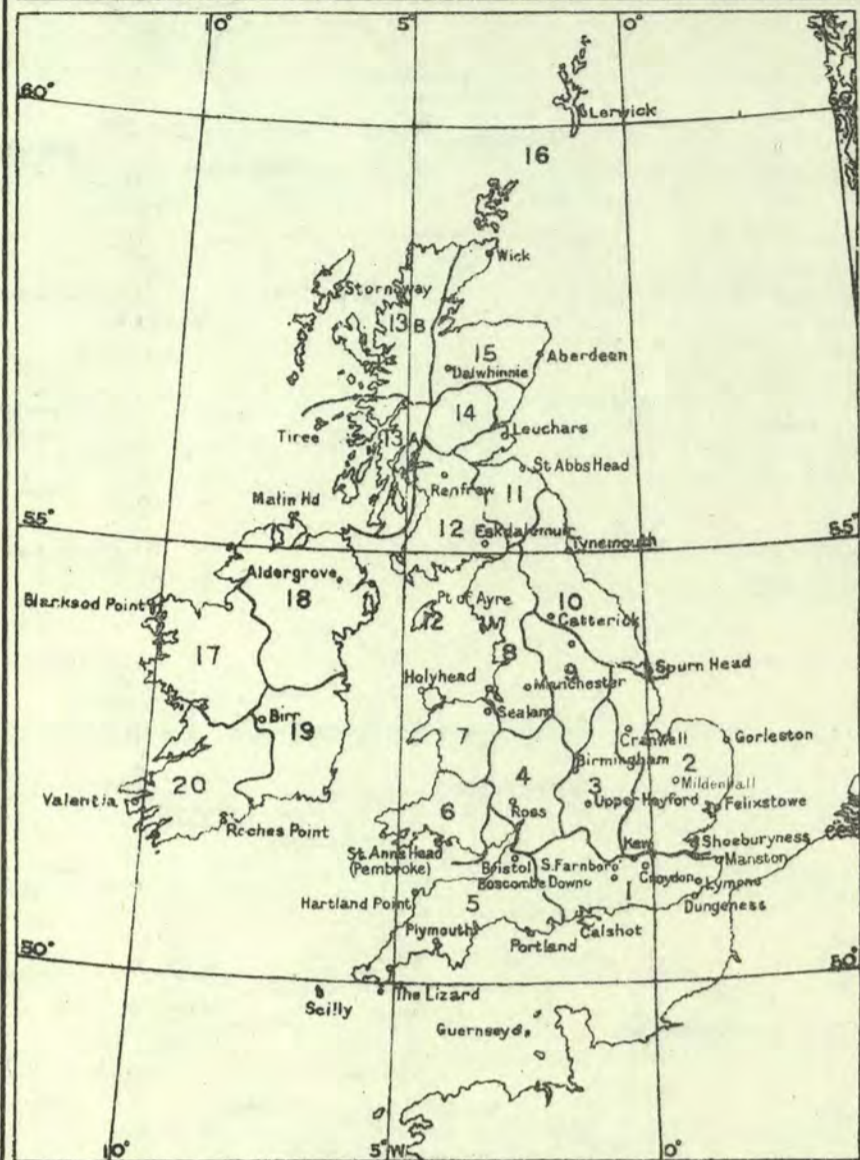 10° 5° 0°
60°
Lerwick
16
Wick
Stornoway
13 B
15
Dalwhinnie
Aberdeen
14
Tiree
13 A
Leuchars
St Abbs Head
Renfrew
11
Malin Hd
55°
12
Eskdalemuir
Tynemouth
55°
Aldergrove
18
Blacksod Point
Pt of Ayre
10
12
Catterick
17
8
9
Spurn Head
Holyhead
Manchester
Sealand
Birr
19
7
Cranwell
Gorleston
Birmingham
2
4
3
Mildenhall
20
Upper Heyford
Felixstowe
Valentia
6
Ross
Roches Point
Kew
Shoeburyness
St. Anns Head
(Pembroke)
Bristol
S. Farnboro'
Manston
Boscombe Down
Croydon
Lympne
1
Hartland Point
5
Dungeness
Plymouth
Calshot
Portland
50°
50°
The Lizard
Scilly
Guernsey
10° 5°W 0°